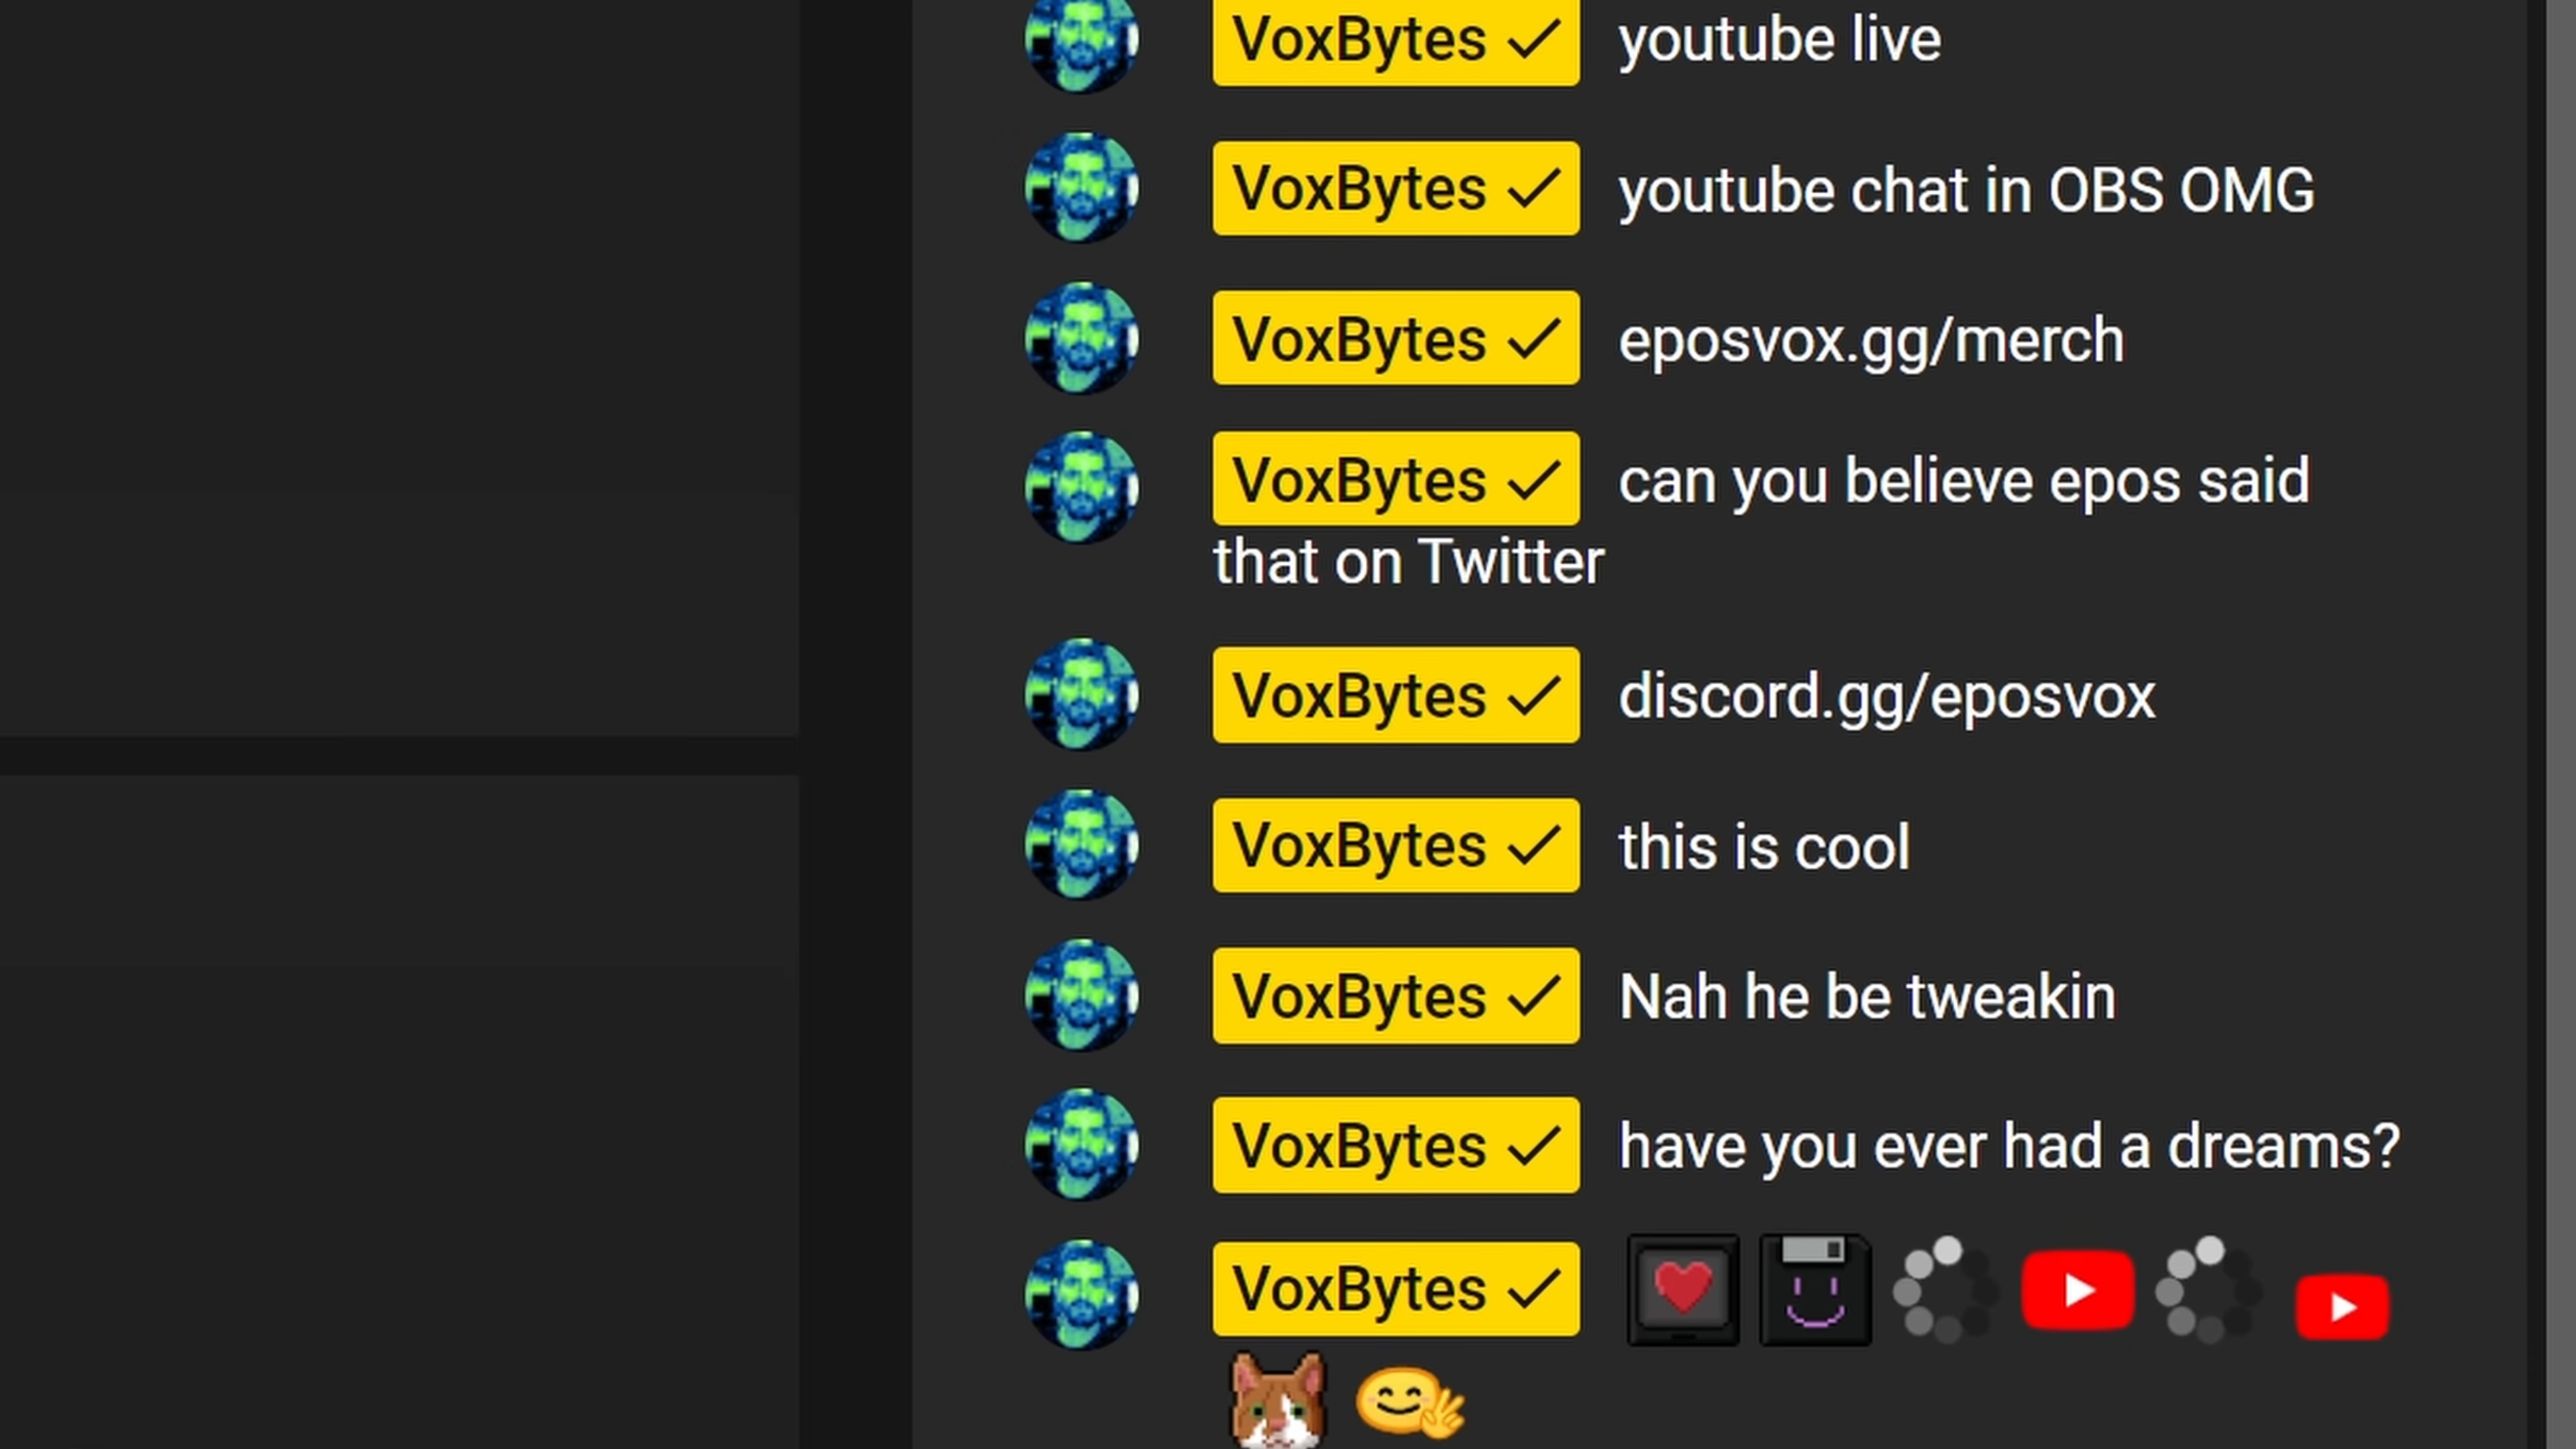 VoxBytes youtube live
VoxBytes youtube chat in OBS OMG
VoxBytes eposvox.gg/merch
VoxBytes can you believe epos said
that on Twitter
VoxBytes discord.gg/eposvox
VoxBytes this is cool
VoxBytes Nah he be tweakin
VoxBytes have you ever had a dreams?
VoxBytes